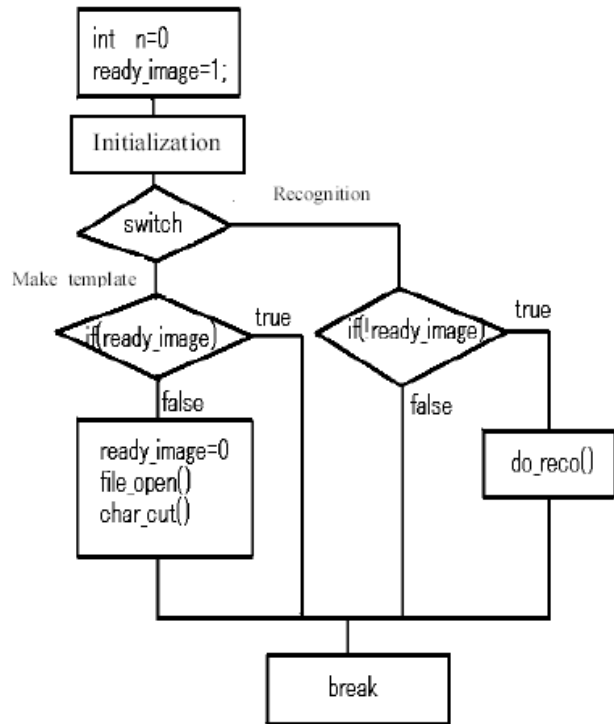 int n=0
ready_image=1;
Initialization
Recognition
switch
Make template
if(ready_image)
true
if(!ready_image)
true
false
false
ready_image=0
file_open()
char_cut()
do_reco()
break